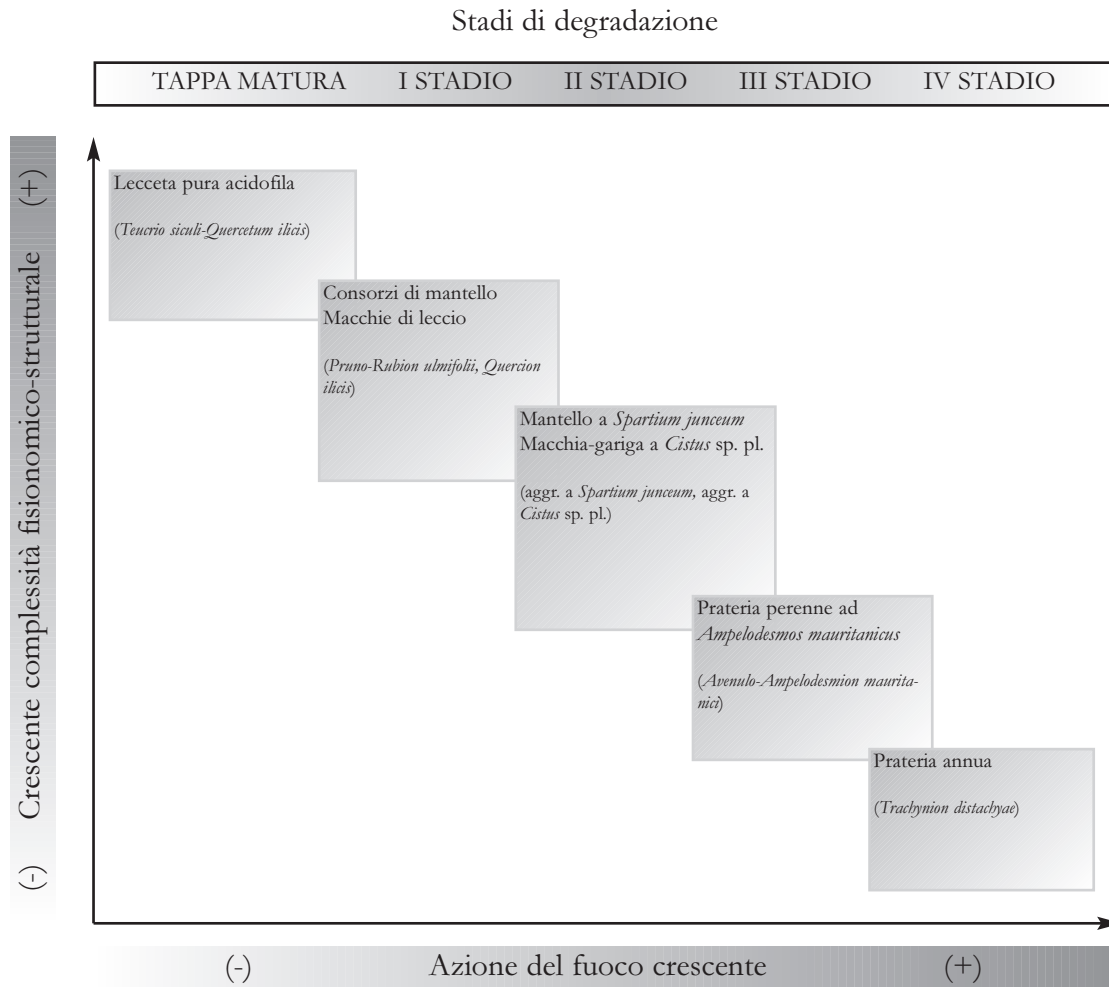 Stadi di degradazione
TAPPA MATURA I STADIO II STADIO III STADIO IV STADIO
Crescente complessità fisionomico-strutturale
(+)
(-)
Lecceta pura acidofila
(Teucrio siculi-Quercetum ilicis)
Consorzi di mantello
Macchie di leccio
(Pruno-Rubion ulmifolii, Quercion
ilicis)
Mantello a Spartium junceum
Macchia-gariga a Cistus sp. pl.
(aggr. a Spartium junceum, aggr. a
Cistus sp. pl.)
Prateria perenne ad
Ampelodesmos mauritanicus
(Avenulo-Ampelodesmion maurita-
nici)
Prateria annua
(Trachynion distachyae)
(-) Azione del fuoco crescente (+)